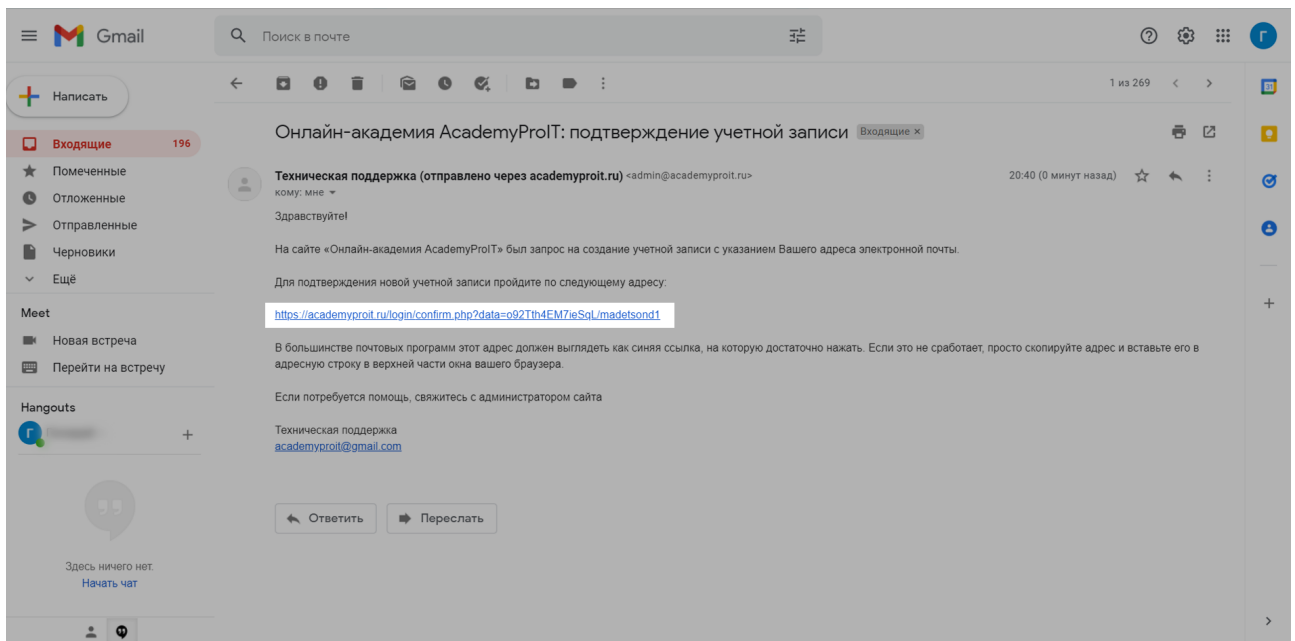 Gmail
Поиск в почте
Г
Написать
1 из 269
31
Входящие 196
Помеченные
Отложенные
Отправленные
Черновики
Ещё
Meet
Новая встреча
Перейти на встречу
Hangouts
Г
Здесь ничего нет.
Начать чат
Онлайн-академия AcademyProIT: подтверждение учетной записи Входящие ×
Техническая поддержка (отправлено через academyproit.ru) <admin@academyproit.ru> 20:40 (0 минут назад)
кому: мне
Здравствуйте!
На сайте «Онлайн-академия AcademyProIT» был запрос на создание учетной записи с указанием Вашего адреса электронной почты.
Для подтверждения новой учетной записи пройдите по следующему адресу:
https://academyproit.ru/login/confirm.php?data=o92Tth4EM7ieSqL/madetsond1
В большинстве почтовых программ этот адрес должен выглядеть как синяя ссылка, на которую достаточно нажать. Если это не сработает, просто скопируйте адрес и вставьте его в
адресную строку в верхней части окна вашего браузера.
Если потребуется помощь, свяжитесь с администратором сайта
Техническая поддержка
academyproit@gmail.com
Ответить
Переслать